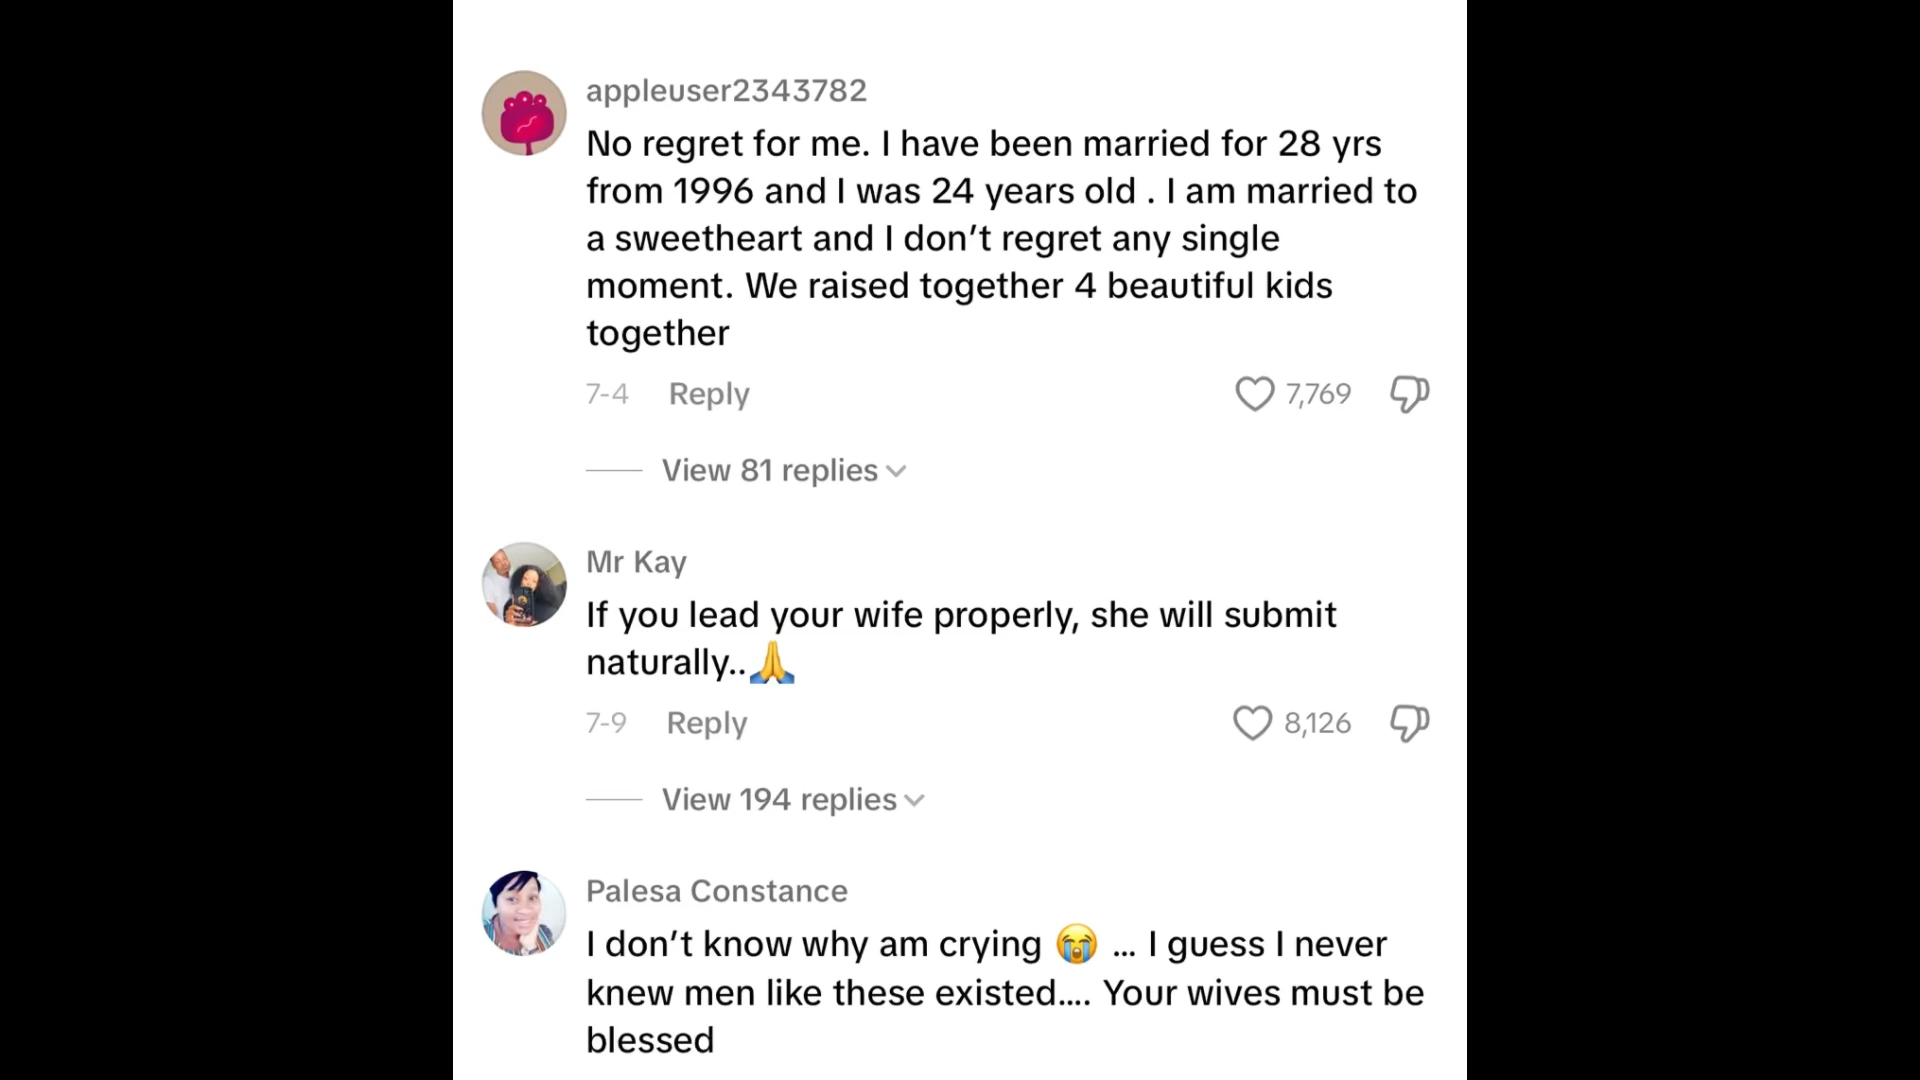 appleuser2343782
No regret for me. I have been married for 28 yrs
from 1996 and I was 24 years old . I am married to
a sweetheart and I don’t regret any single
moment. We raised together 4 beautiful kids
together
7-4 Reply 7,769
View 81 replies
Mr Kay
If you lead your wife properly, she will submit
naturally..🙏
7-9 Reply 8,126
View 194 replies
Palesa Constance
I don’t know why am crying 😭 ... I guess I never
knew men like these existed.... Your wives must be
blessed